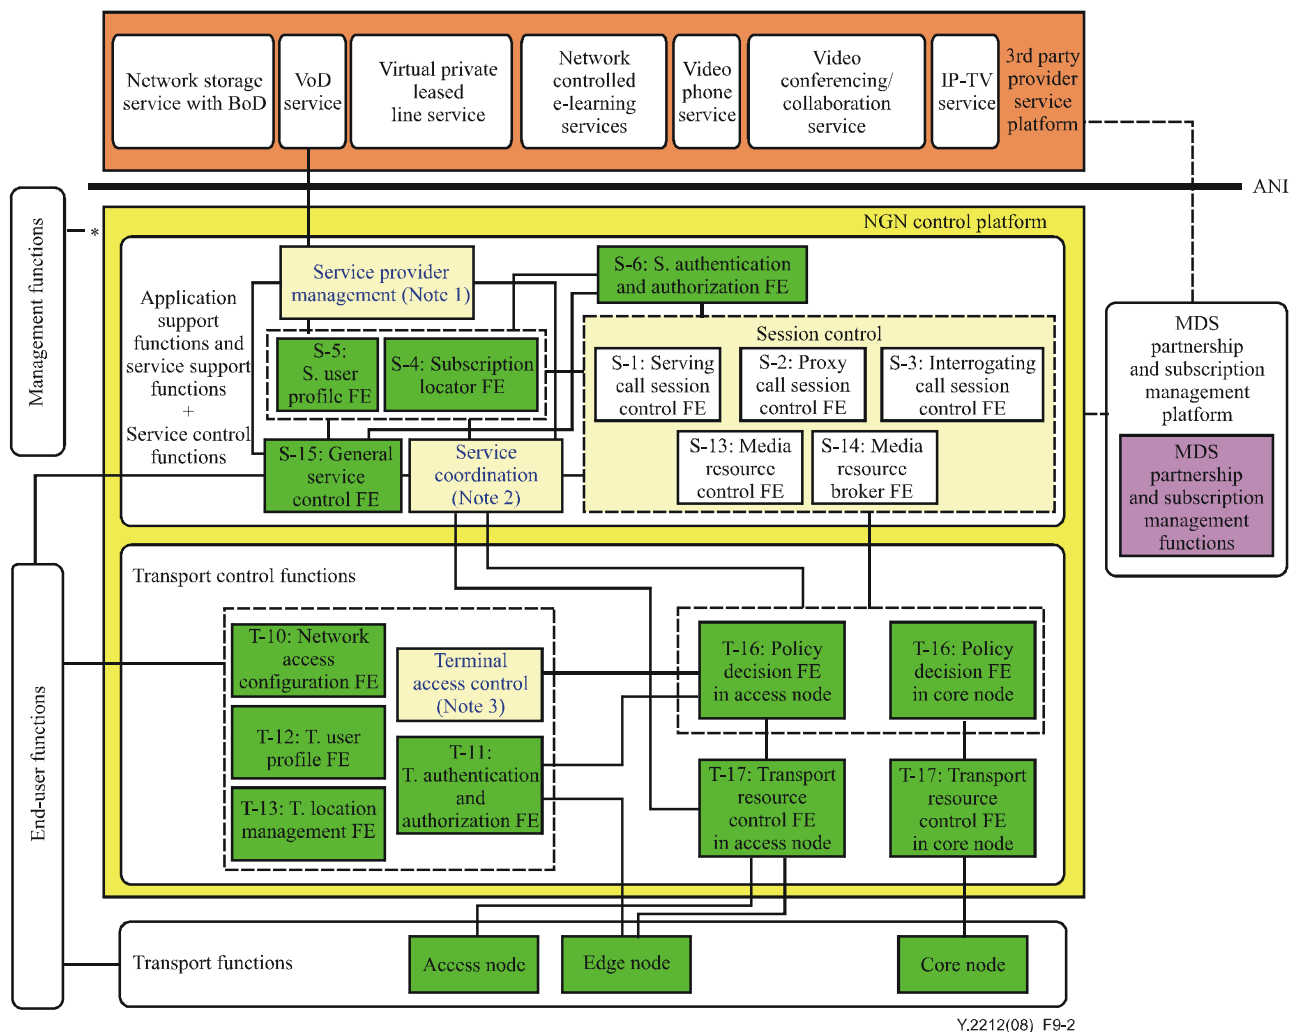 Network storage
service with BoD
VoD
service
Virtual private
leased
line service
Network
controlled
e-learning
services
Video
phone
service
Video
conferencing/
collaboration
service
IP-TV
service
3rd party
provider
service
platform
ANI
Management functions
*
NGN control platform
Application
support
functions and
service support
functions
+
Service control
functions
Service provider
management (Note 1)
S-6: S. authentication
and authorization FE
S-5:
S. user
profile FE
S-4: Subscription
locator FE
Session control
S-1: Serving
call session
control FE
S-2: Proxy
call session
control FE
S-3: Interrogating
call session
control FE
S-13: Media
resource
control FE
S-14: Media
resource
broker FE
S-15: General
service
control FE
Service
coordination
(Note 2)
MDS
partnership
and subscription
management
platform
MDS
partnership
and subscription
management
functions
End-user functions
Transport control functions
T-10: Network
access
configuration FE
Terminal
access control
(Note 3)
T-12: T. user
profile FE
T-11:
T. authentication
and
authorization FE
T-13: T. location
management FE
T-16: Policy
decision FE
in access node
T-16: Policy
decision FE
in core node
T-17: Transport
resource
control FE
in access node
T-17: Transport
resource
control FE
in core node
Transport functions
Access node
Edge node
Core node
Y.2212(08)_F9-2